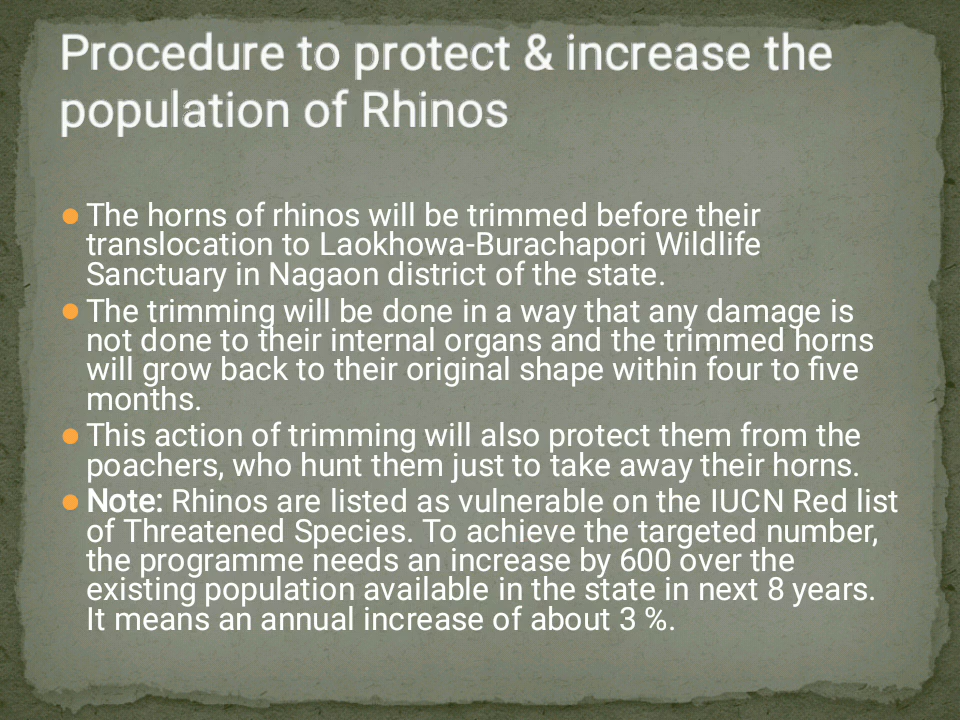 Procedure to protect & increase the
population of Rhinos
The horns of rhinos will be trimmed before their
translocation to Laokhowa-Burachapori Wildlife
Sanctuary in Nagaon district of the state.
The trimming will be done in a way that any damage is
not done to their internal organs and the trimmed horns
will grow back to their original shape within four to five
months.
This action of trimming will also protect them from the
poachers, who hunt them just to take away their horns.
Note: Rhinos are listed as vulnerable on the IUCN Red list
of Threatened Species. To achieve the targeted number,
the programme needs an increase by 600 over the
existing population available in the state in next 8 years.
It means an annual increase of about 3 %.